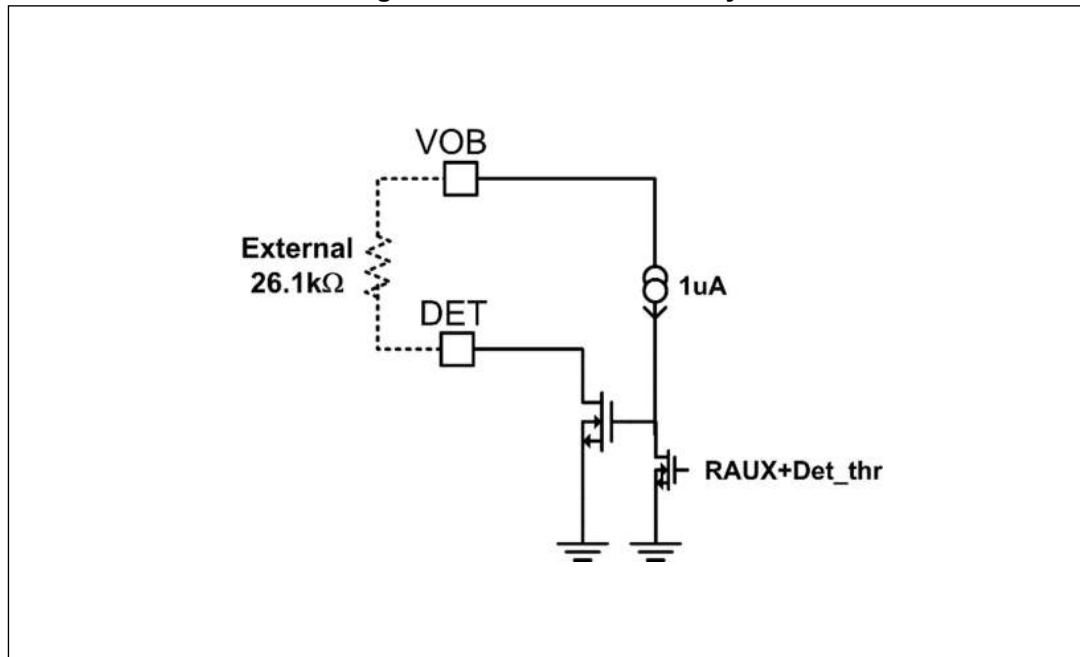 VOB
External
26.1kΩ
1uA
DET
RAUX+Det_thr